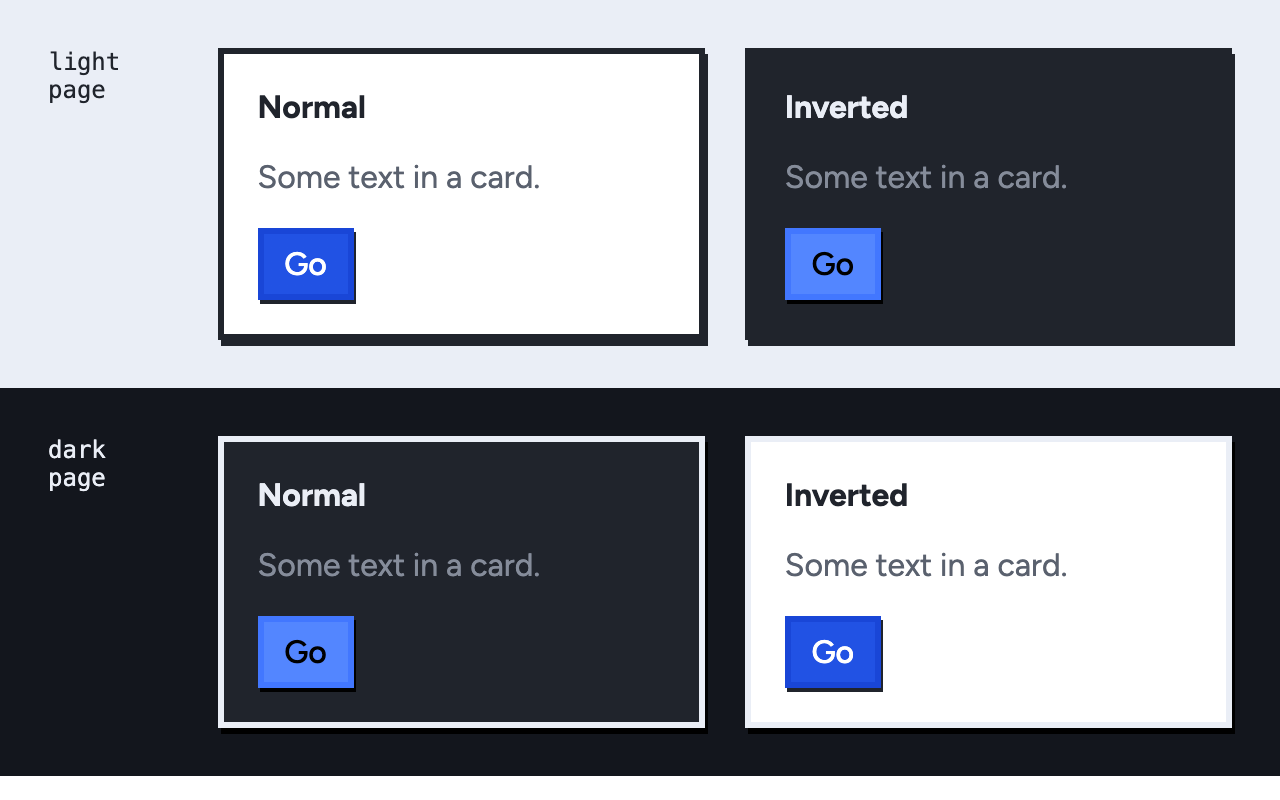 light
page
Normal
Some text in a card.
Go
Inverted
Some text in a card.
Go
dark
page
Normal
Some text in a card.
Go
Inverted
Some text in a card.
Go